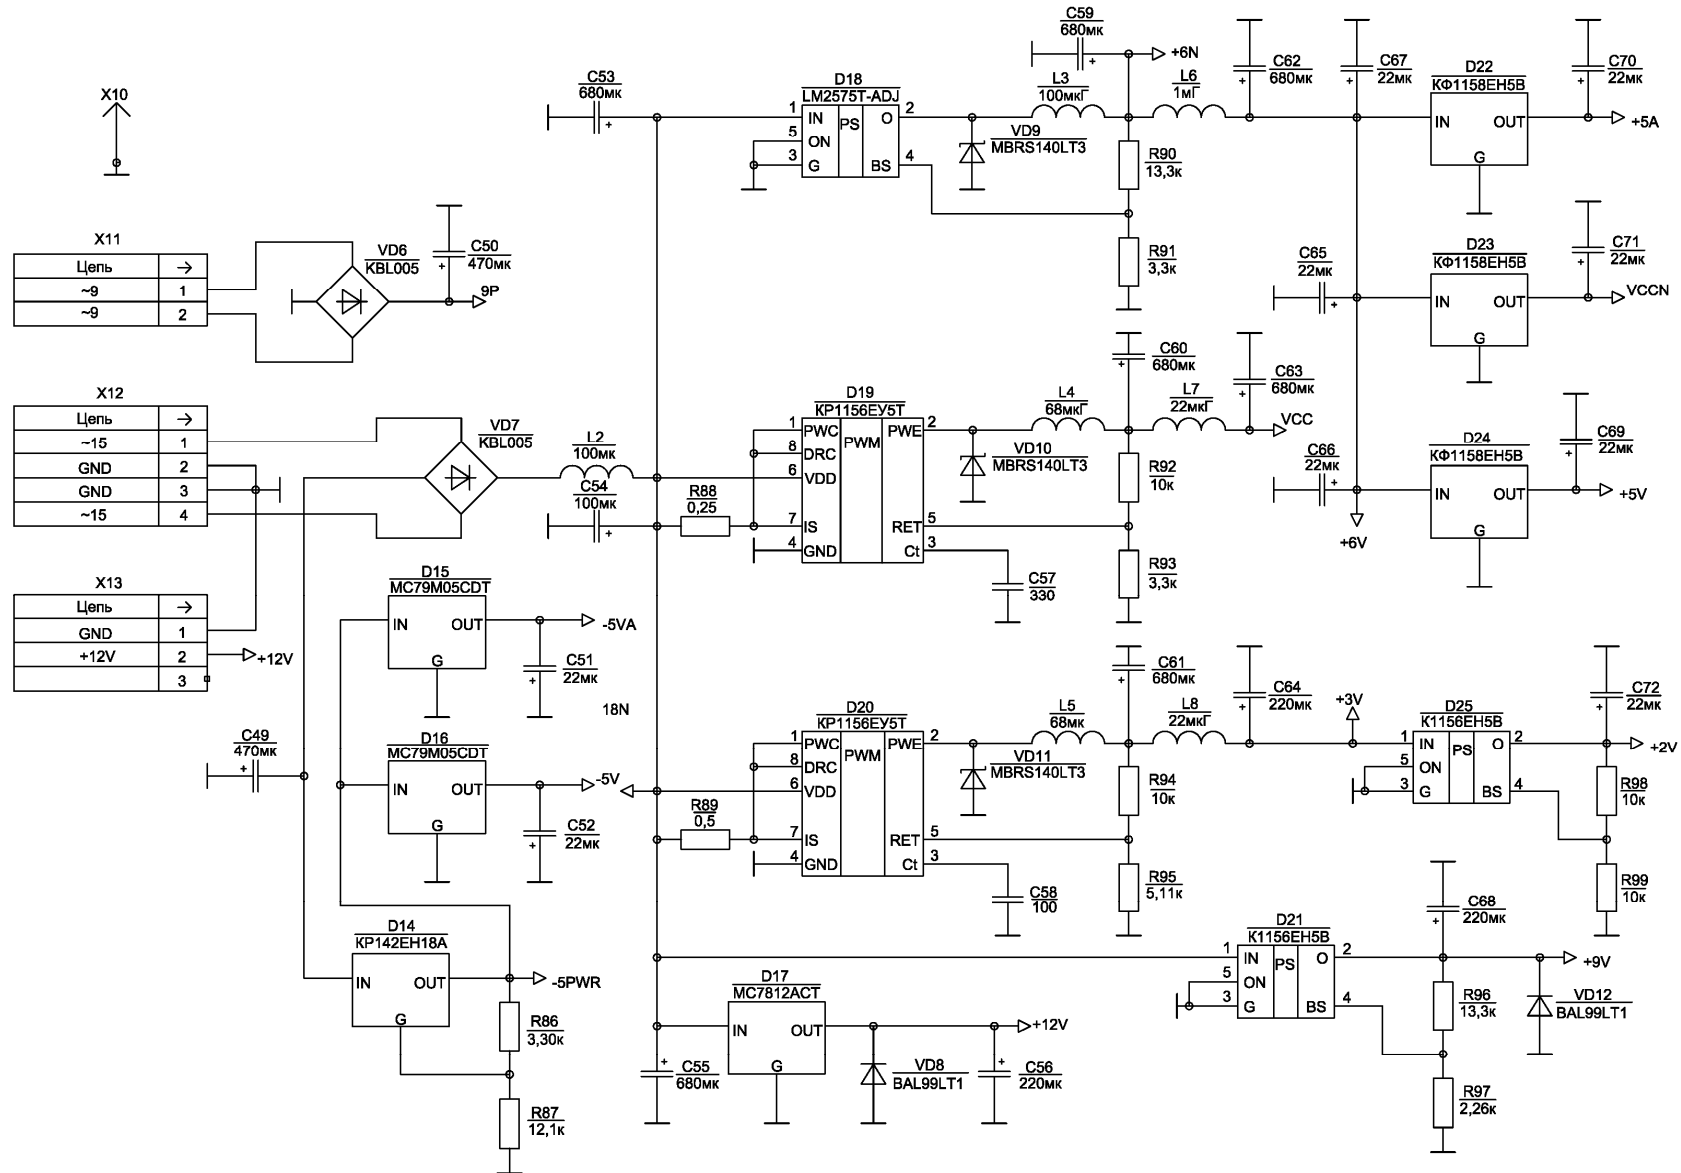 X10
X11
Цепь →
~9 1
~9 2
VD6
KBL005
C50
470мк
9P
X12
Цепь →
~15 1
GND 2
GND 3
~15 4
VD7
KBL005
L2
100мк
C54
100мк
X13
Цепь →
GND 1
+12V 2
3
+12V
D15
MC79M05CDT
IN OUT
G
-5VA
C51
22мк
18N
D16
MC79M05CDT
IN OUT
G
-5V
C52
22мк
C49
470мк
D14
КР142ЕН18А
IN OUT
G
-5PWR
R86
3,30к
R87
12,1к
C53
680мк
D18
LM2575T-ADJ
1 IN PS O 2
5 ON
3 G BS 4
VD9
MBRS140LT3
C59
680мк
+6N
L3
100мкГ
L6
1мГ
R90
13,3к
R91
3,3к
C62
680мк
C67
22мк
D22
КФ1158ЕН5В
IN OUT
G
C70
22мк
+5A
C65
22мк
D23
КФ1158ЕН5В
IN OUT
G
C71
22мк
VCCN
C66
22мк
+6V
D24
КФ1158ЕН5В
IN OUT
G
C69
22мк
+5V
R88
0,25
D19
КР1156ЕУ5Т
1 PWC PWM PWE 2
8 DRC
6 VDD
7 IS RET 5
4 GND Ct 3
VD10
MBRS140LT3
L4
68мкГ
L7
22мкГ
C60
680мк
C63
680мк
VCC
R92
10к
R93
3,3к
C57
330
R89
0,5
D20
КР1156ЕУ5Т
1 PWC PWM PWE 2
8 DRC
6 VDD
7 IS RET 5
4 GND Ct 3
VD11
MBRS140LT3
L5
68мк
L8
22мкГ
C61
680мк
C64
220мк
+3V
R94
10к
R95
5,11к
C58
100
D25
К1156ЕН5В
1 IN PS O 2
5 ON
3 G BS 4
C72
22мк
+2V
R98
10к
R99
10к
D21
К1156ЕН5В
1 IN PS O 2
5 ON
3 G BS 4
C68
220мк
+9V
R96
13,3к
VD12
BAL99LT1
R97
2,26к
D17
MC7812ACT
IN OUT
G
+12V
C55
680мк
VD8
BAL99LT1
C56
220мк